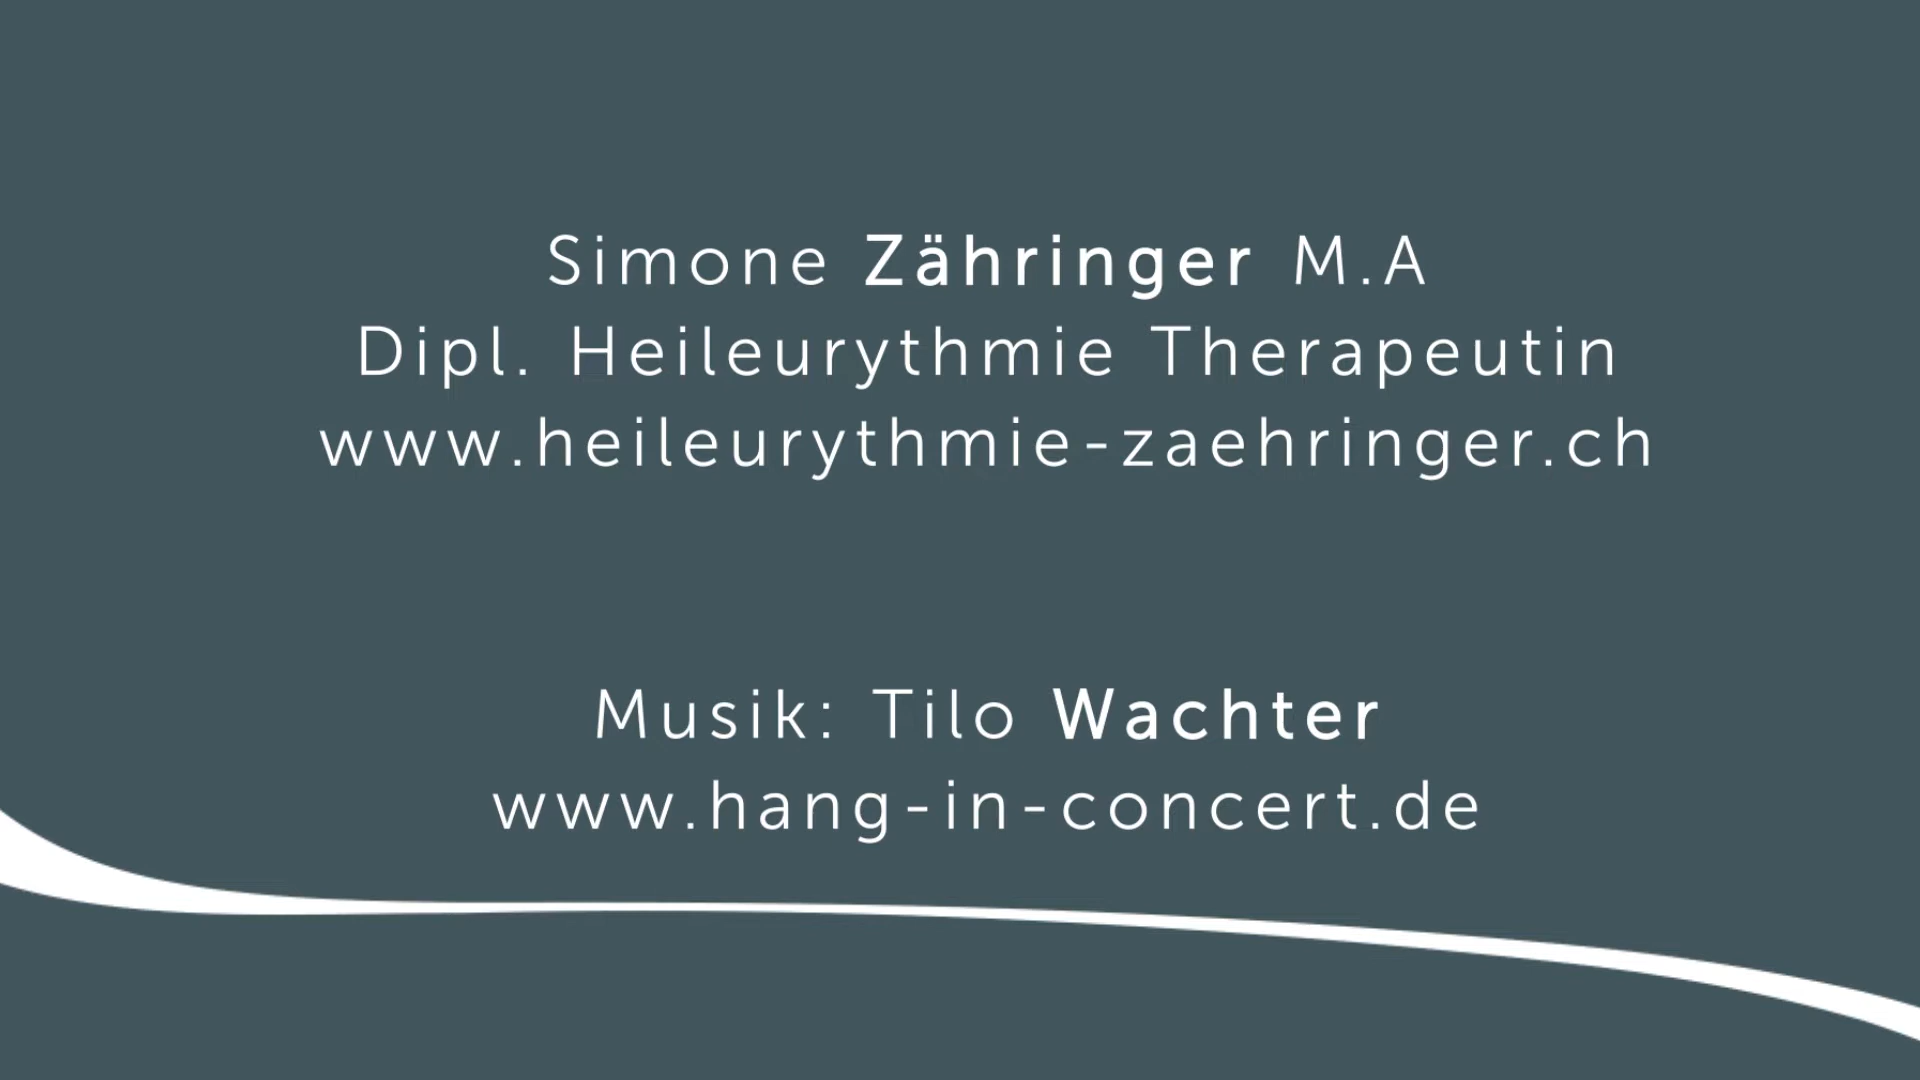 Simone Zähringer M.A
Dipl. Heileurythmie Therapeutin
www.heileurythmie-zaehringer.ch
Musik: Tilo Wachter
www.hang-in-concert.de